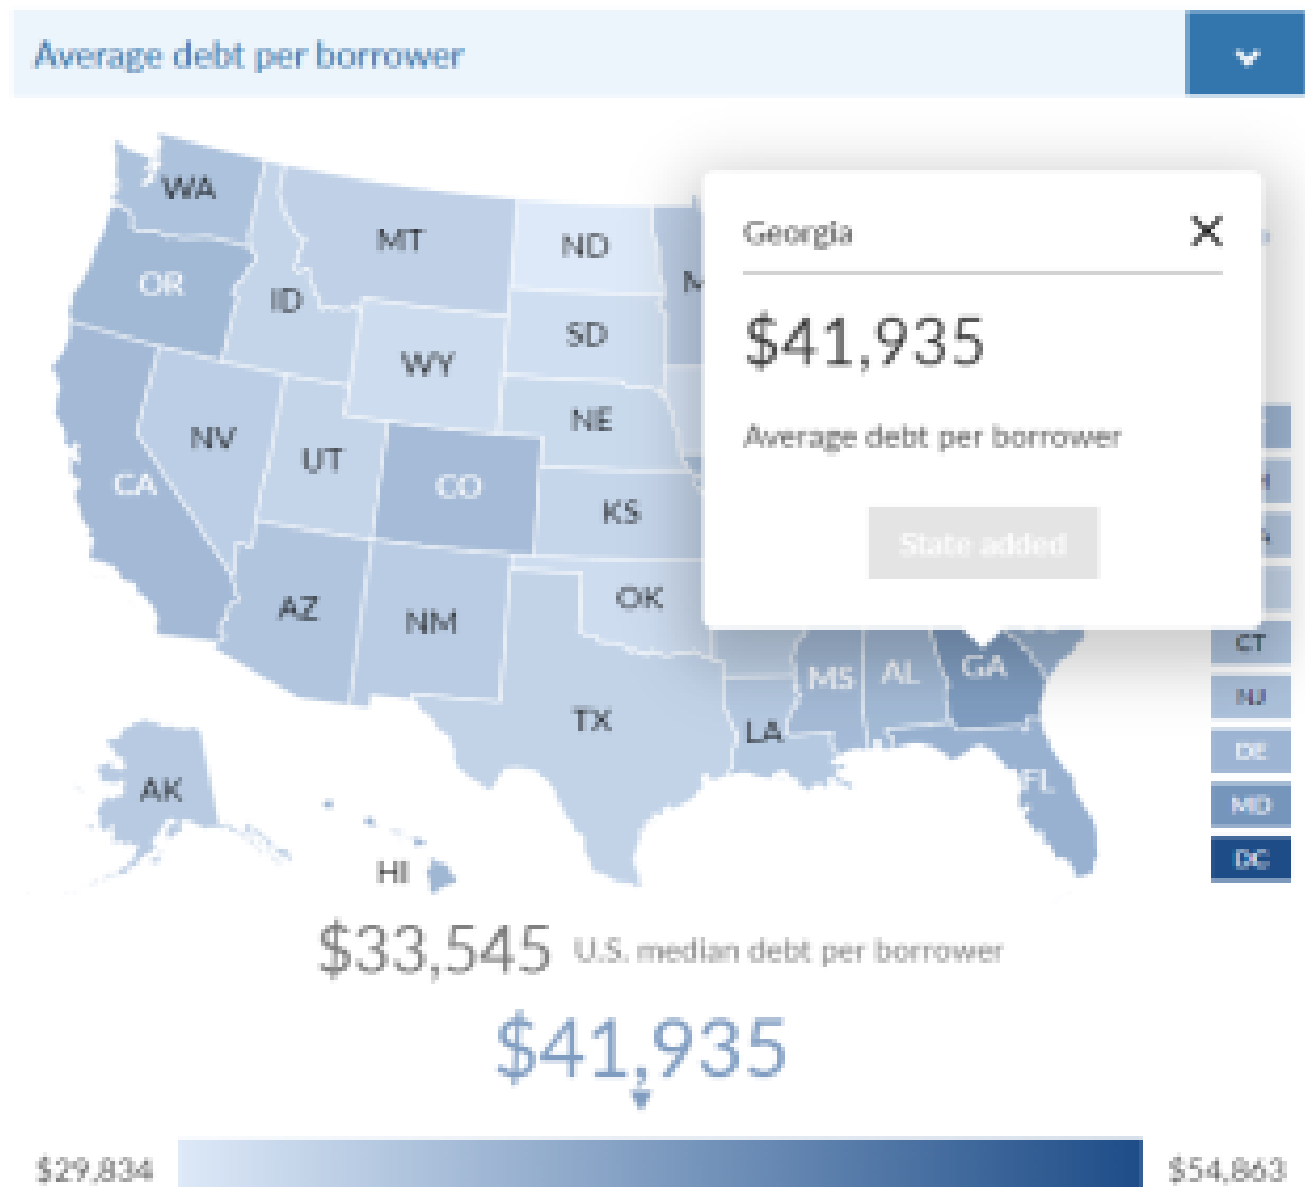 Average debt per borrower
WA
MT
ND
OR
ID
SD
WY
NE
NV
UT
CA
CO
KS
AZ
NM
OK
TX
MS
AL
GA
LA
FL
AK
HI
Georgia
$41,935
Average debt per borrower
State added
CT
NJ
DE
MD
DC
$33,545 U.S. median debt per borrower
$41,935
$29,834
$54,863